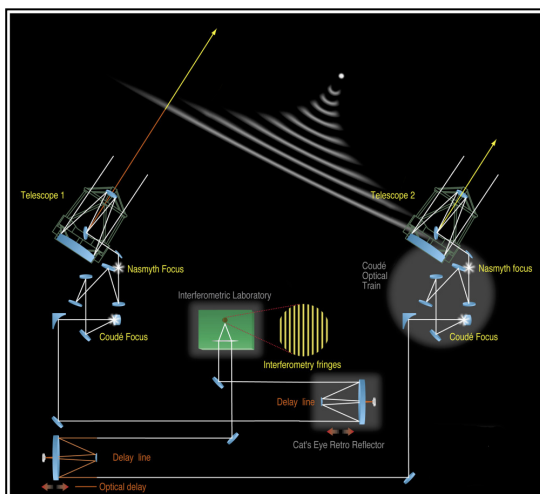 Telescope 1
Telescope 2
Nasmyth Focus
Coudé
Optical
Train
Nasmyth focus
Interferometric Laboratory
Coudé Focus
Coudé Focus
Interferometry fringes
Delay line
Cat's Eye Retro Reflector
Delay line
Optical delay